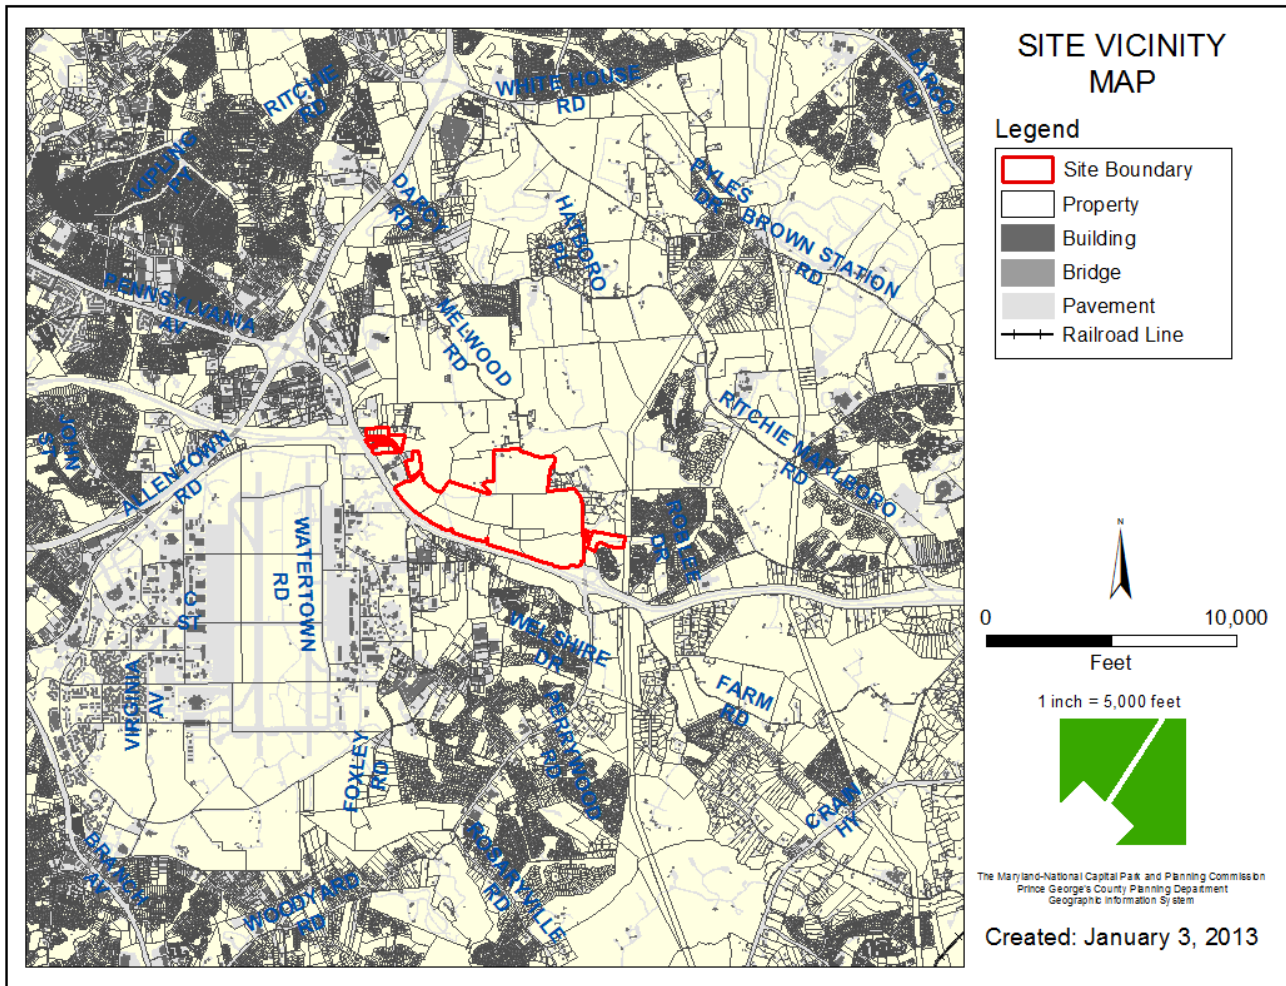 SITE VICINITY
MAP
Legend
Site Boundary
Property
Building
Bridge
Pavement
Railroad Line
N
0 10,000
Feet
1 inch = 5,000 feet
The Maryland-National Capital Park and Planning Commission
Prince George's County Planning Department
Geographic Information System
Created: January 3, 2013
RITCHIE
RD
WHITE HOUSE
RD
LARGO
RD
KIPLING
PY
DARCY
RD
PYLES
DR
HAYBORO
PL
BROWN STATION
RD
PENNSYLVANIA
AV
MELWOOD
RD
RITCHIE MARLBORO
RD
JOHN
ST
ALLENTOWN
RD
WATERTOWN
RD
ROBLEE
DR
C
ST
WELSHIRE
DR
VIRGINIA
AV
FARM
RD
PERRYWOOD
RD
FOXLEY
RD
CRAIN
HY
BRANCH
AV
WOODYARD
RD
ROSARYVILLE
RD